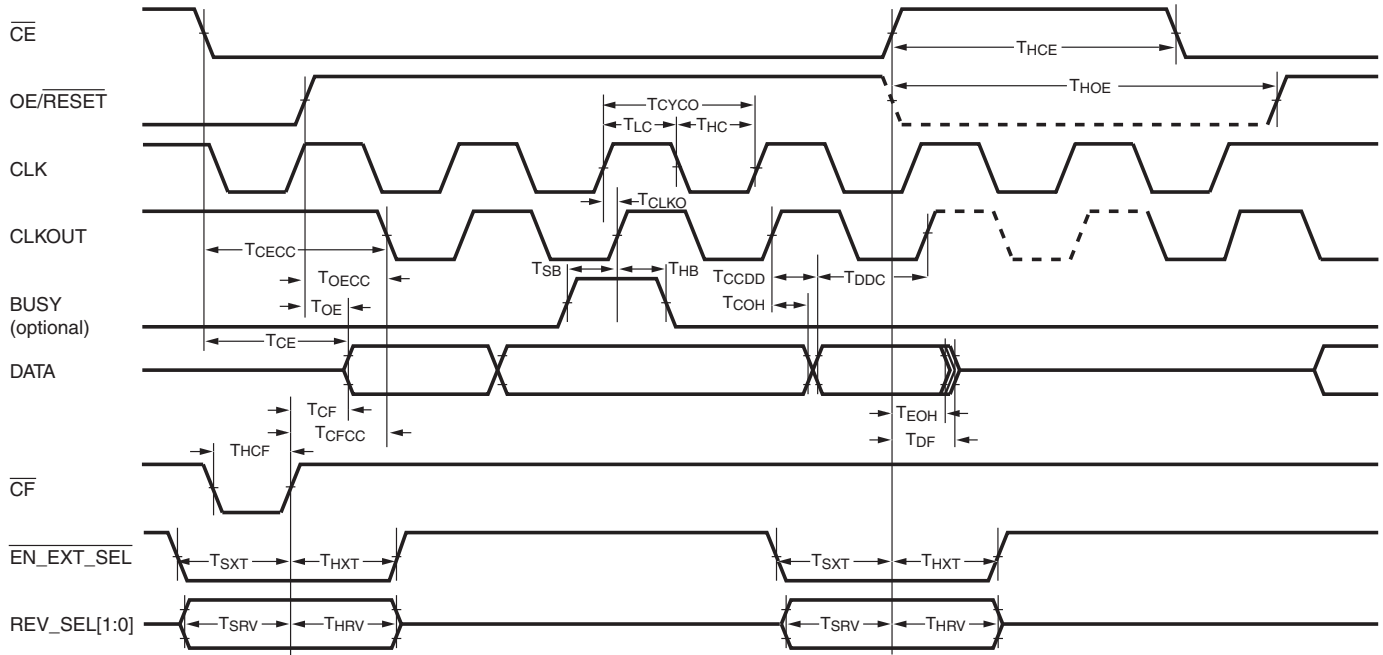 CE
THCE
OE/RESET
THOE
TCYCO
TLC
THC
CLK
TCLKO
CLKOUT
TCECC
TSB
THB
TCCDD
TDDC
TOECC
TCOH
BUSY
(optional)
TOE
TCE
DATA
TCF
TEOH
TCFCC
TDF
THCF
CF
EN_EXT_SEL
TSXT
THXT
TSXT
THXT
REV_SEL[1:0]
TSRV
THRV
TSRV
THRV